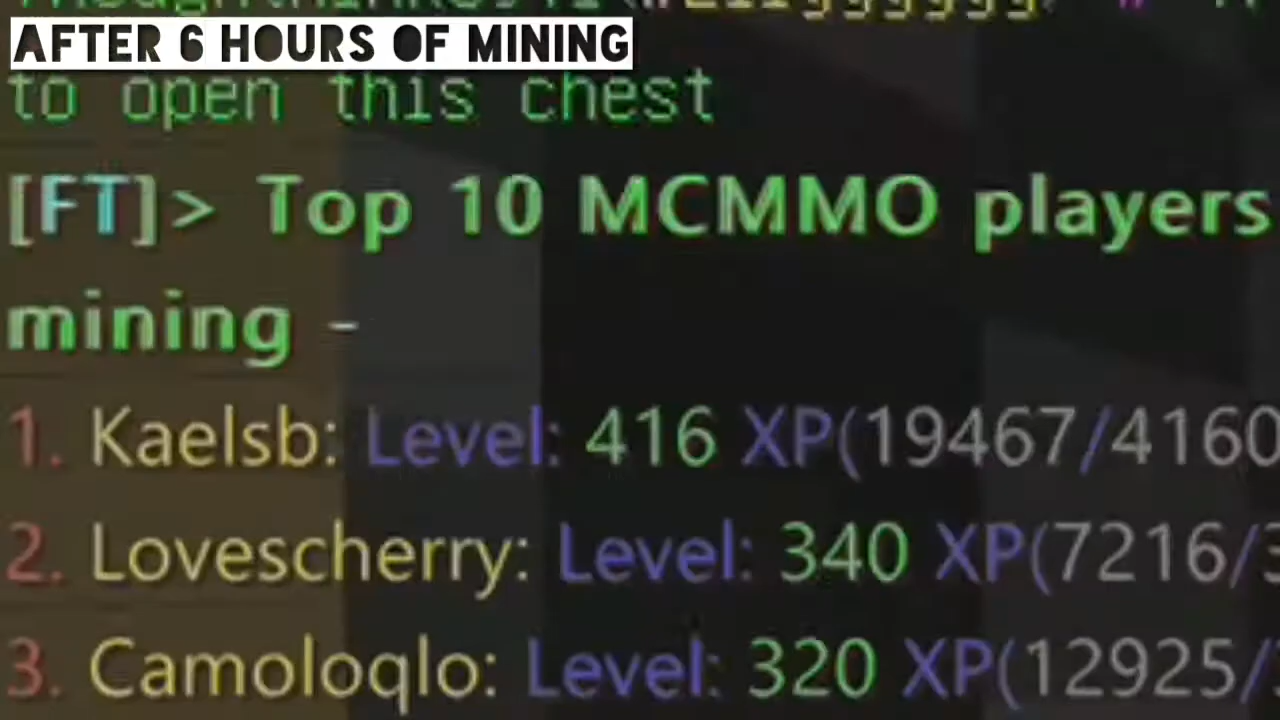 AFTER 6 HOURS OF MINING
to open this chest
[FT]> Top 10 MCMMO players
mining -
1. Kaelsb: Level: 416 XP(19467/4160
2. Lovescherry: Level: 340 XP(7216/3
3. Camoloqlo: Level: 320 XP(12925/